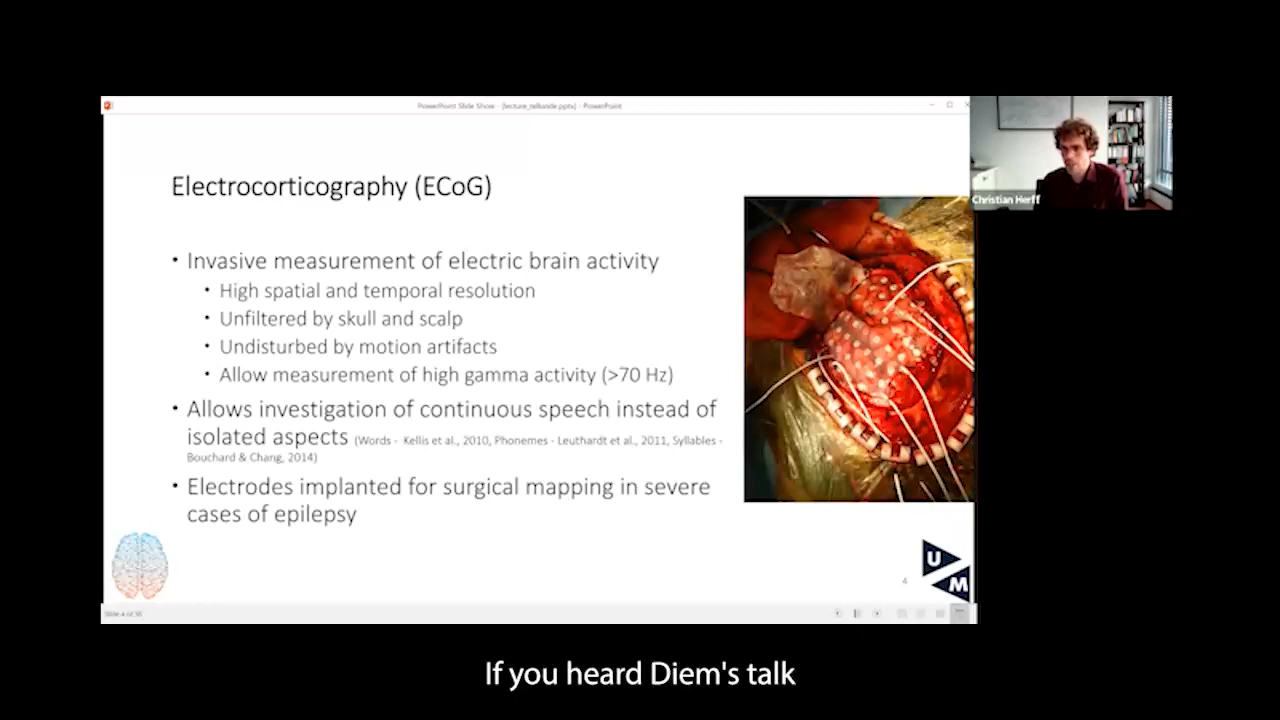 PowerPoint Slide Show - [lecture_talkaide.pptx] - PowerPoint
Electrocorticography (ECoG)
Christian Herff
• Invasive measurement of electric brain activity
• High spatial and temporal resolution
• Unfiltered by skull and scalp
• Undisturbed by motion artifacts
• Allow measurement of high gamma activity (>70 Hz)
• Allows investigation of continuous speech instead of
isolated aspects (Words - Kellis et al., 2010, Phonemes - Leuthardt et al., 2011, Syllables -
Bouchard & Chang, 2014)
• Electrodes implanted for surgical mapping in severe
cases of epilepsy
U
M
4
If you heard Diem's talk